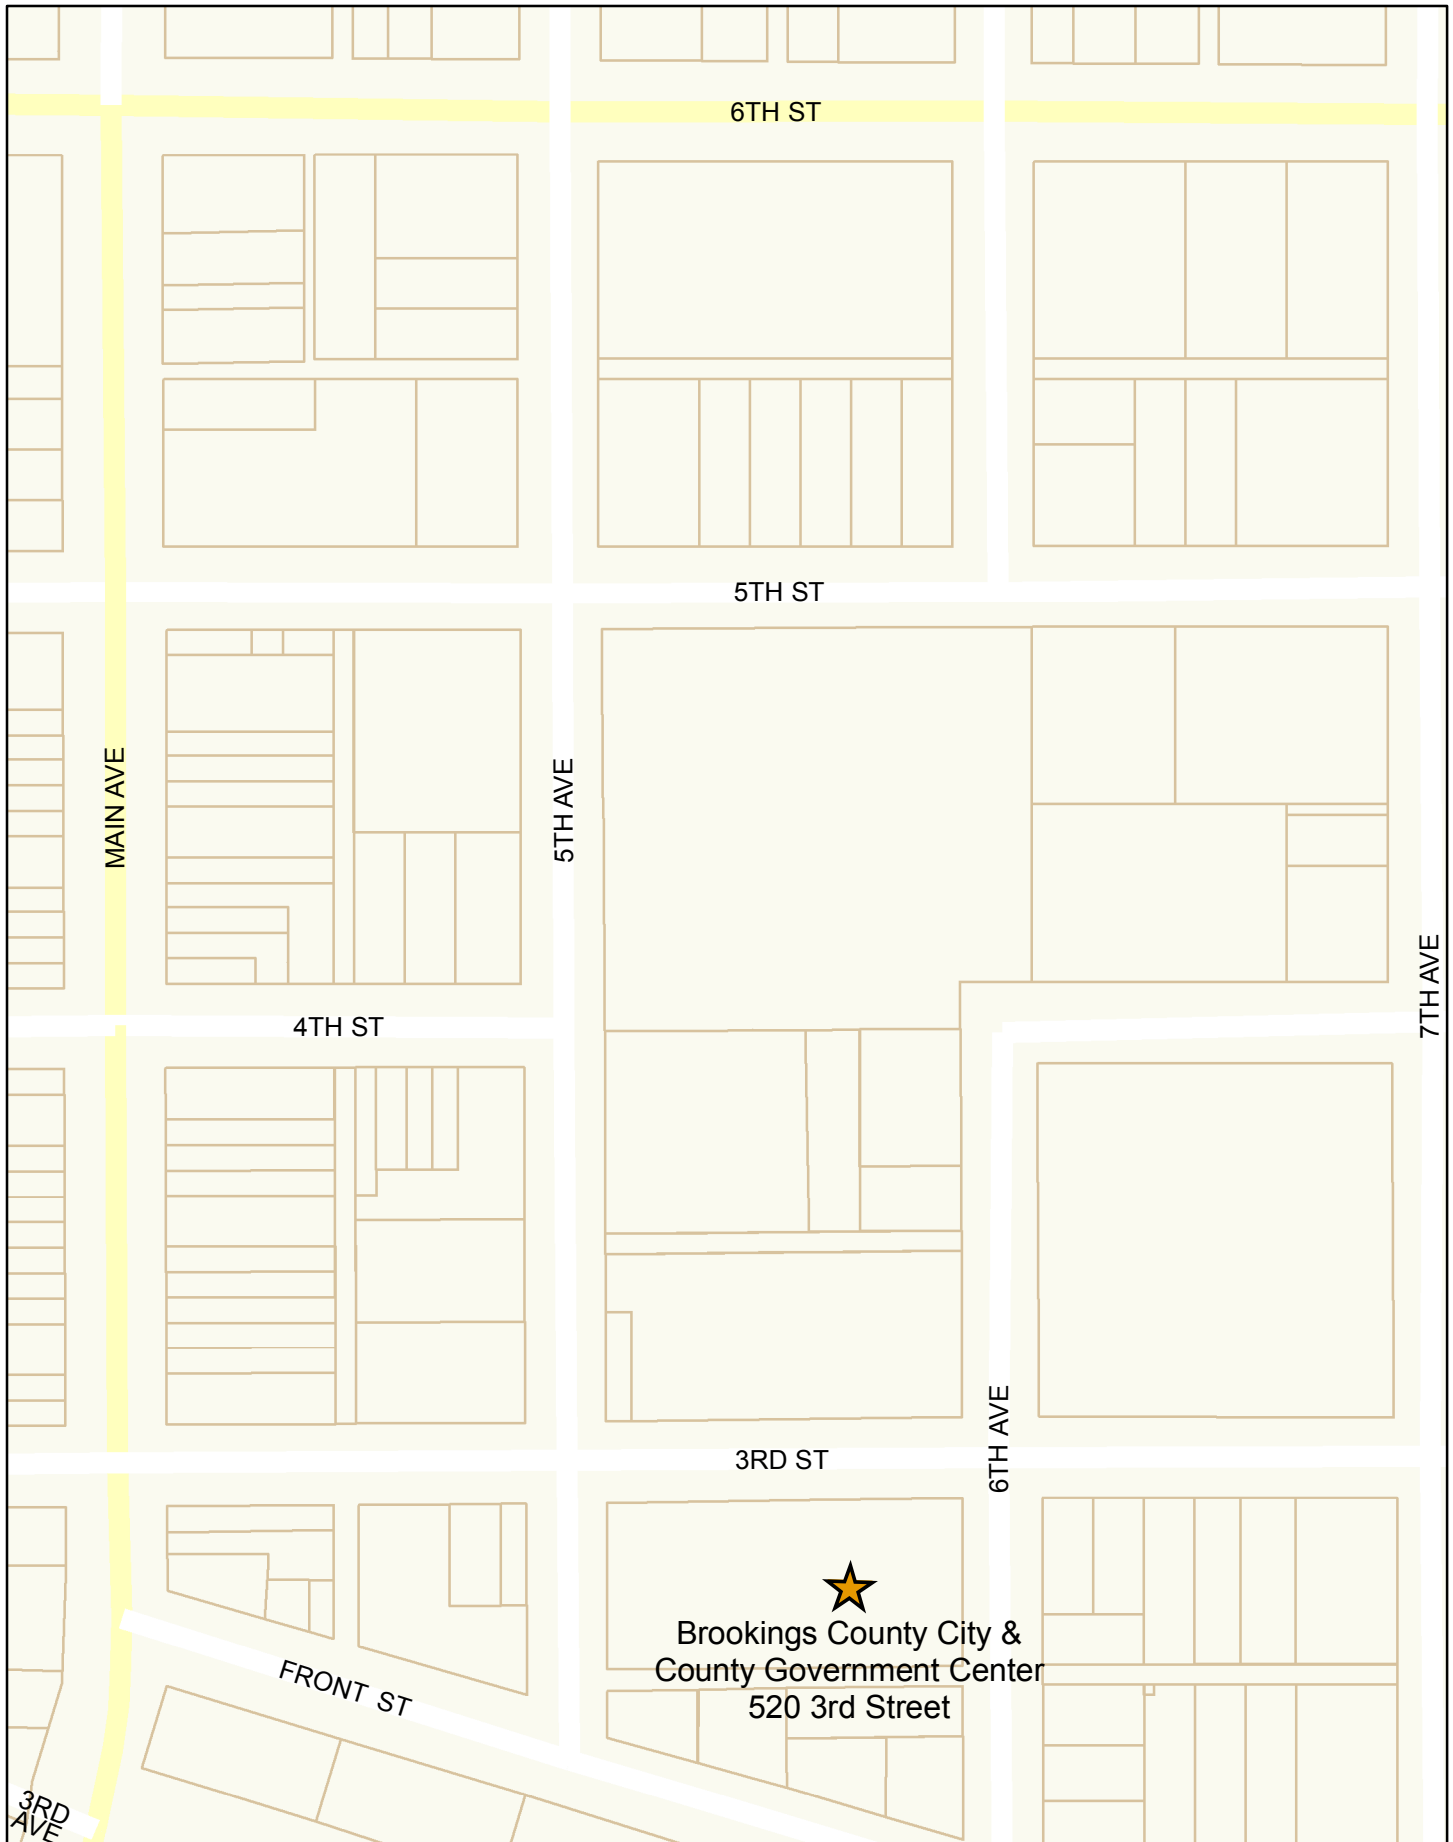 6TH ST
5TH ST
MAIN AVE
5TH AVE
7TH AVE
4TH ST
6TH AVE
3RD ST
Brookings County City &
County Government Center
520 3rd Street
FRONT ST
3RD
AVE